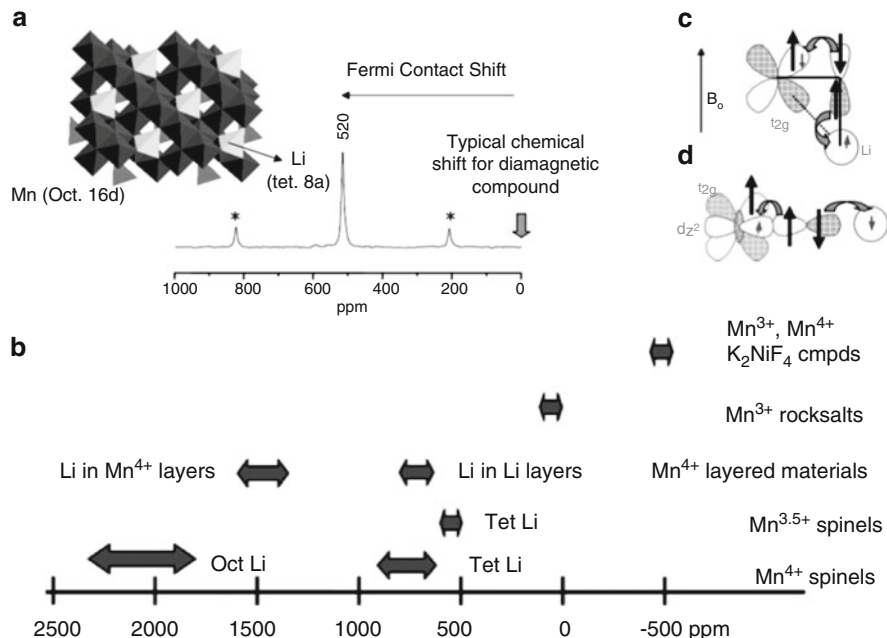 a
Fermi Contact Shift
520
Typical chemical
shift for diamagnetic
compound
Li
(tet. 8a)
Mn (Oct. 16d)
*
*
1000 800 600 400 200 0
ppm
c
B₀
t2g
Li
d
t2g
dz²
b
Mn³⁺, Mn⁴⁺
K₂NiF₄ cmpds
Mn³⁺ rocksalts
Li in Mn⁴⁺ layers Li in Li layers Mn⁴⁺ layered materials
Tet Li Mn³·⁵⁺ spinels
Oct Li Tet Li Mn⁴⁺ spinels
2500 2000 1500 1000 500 0 -500 ppm